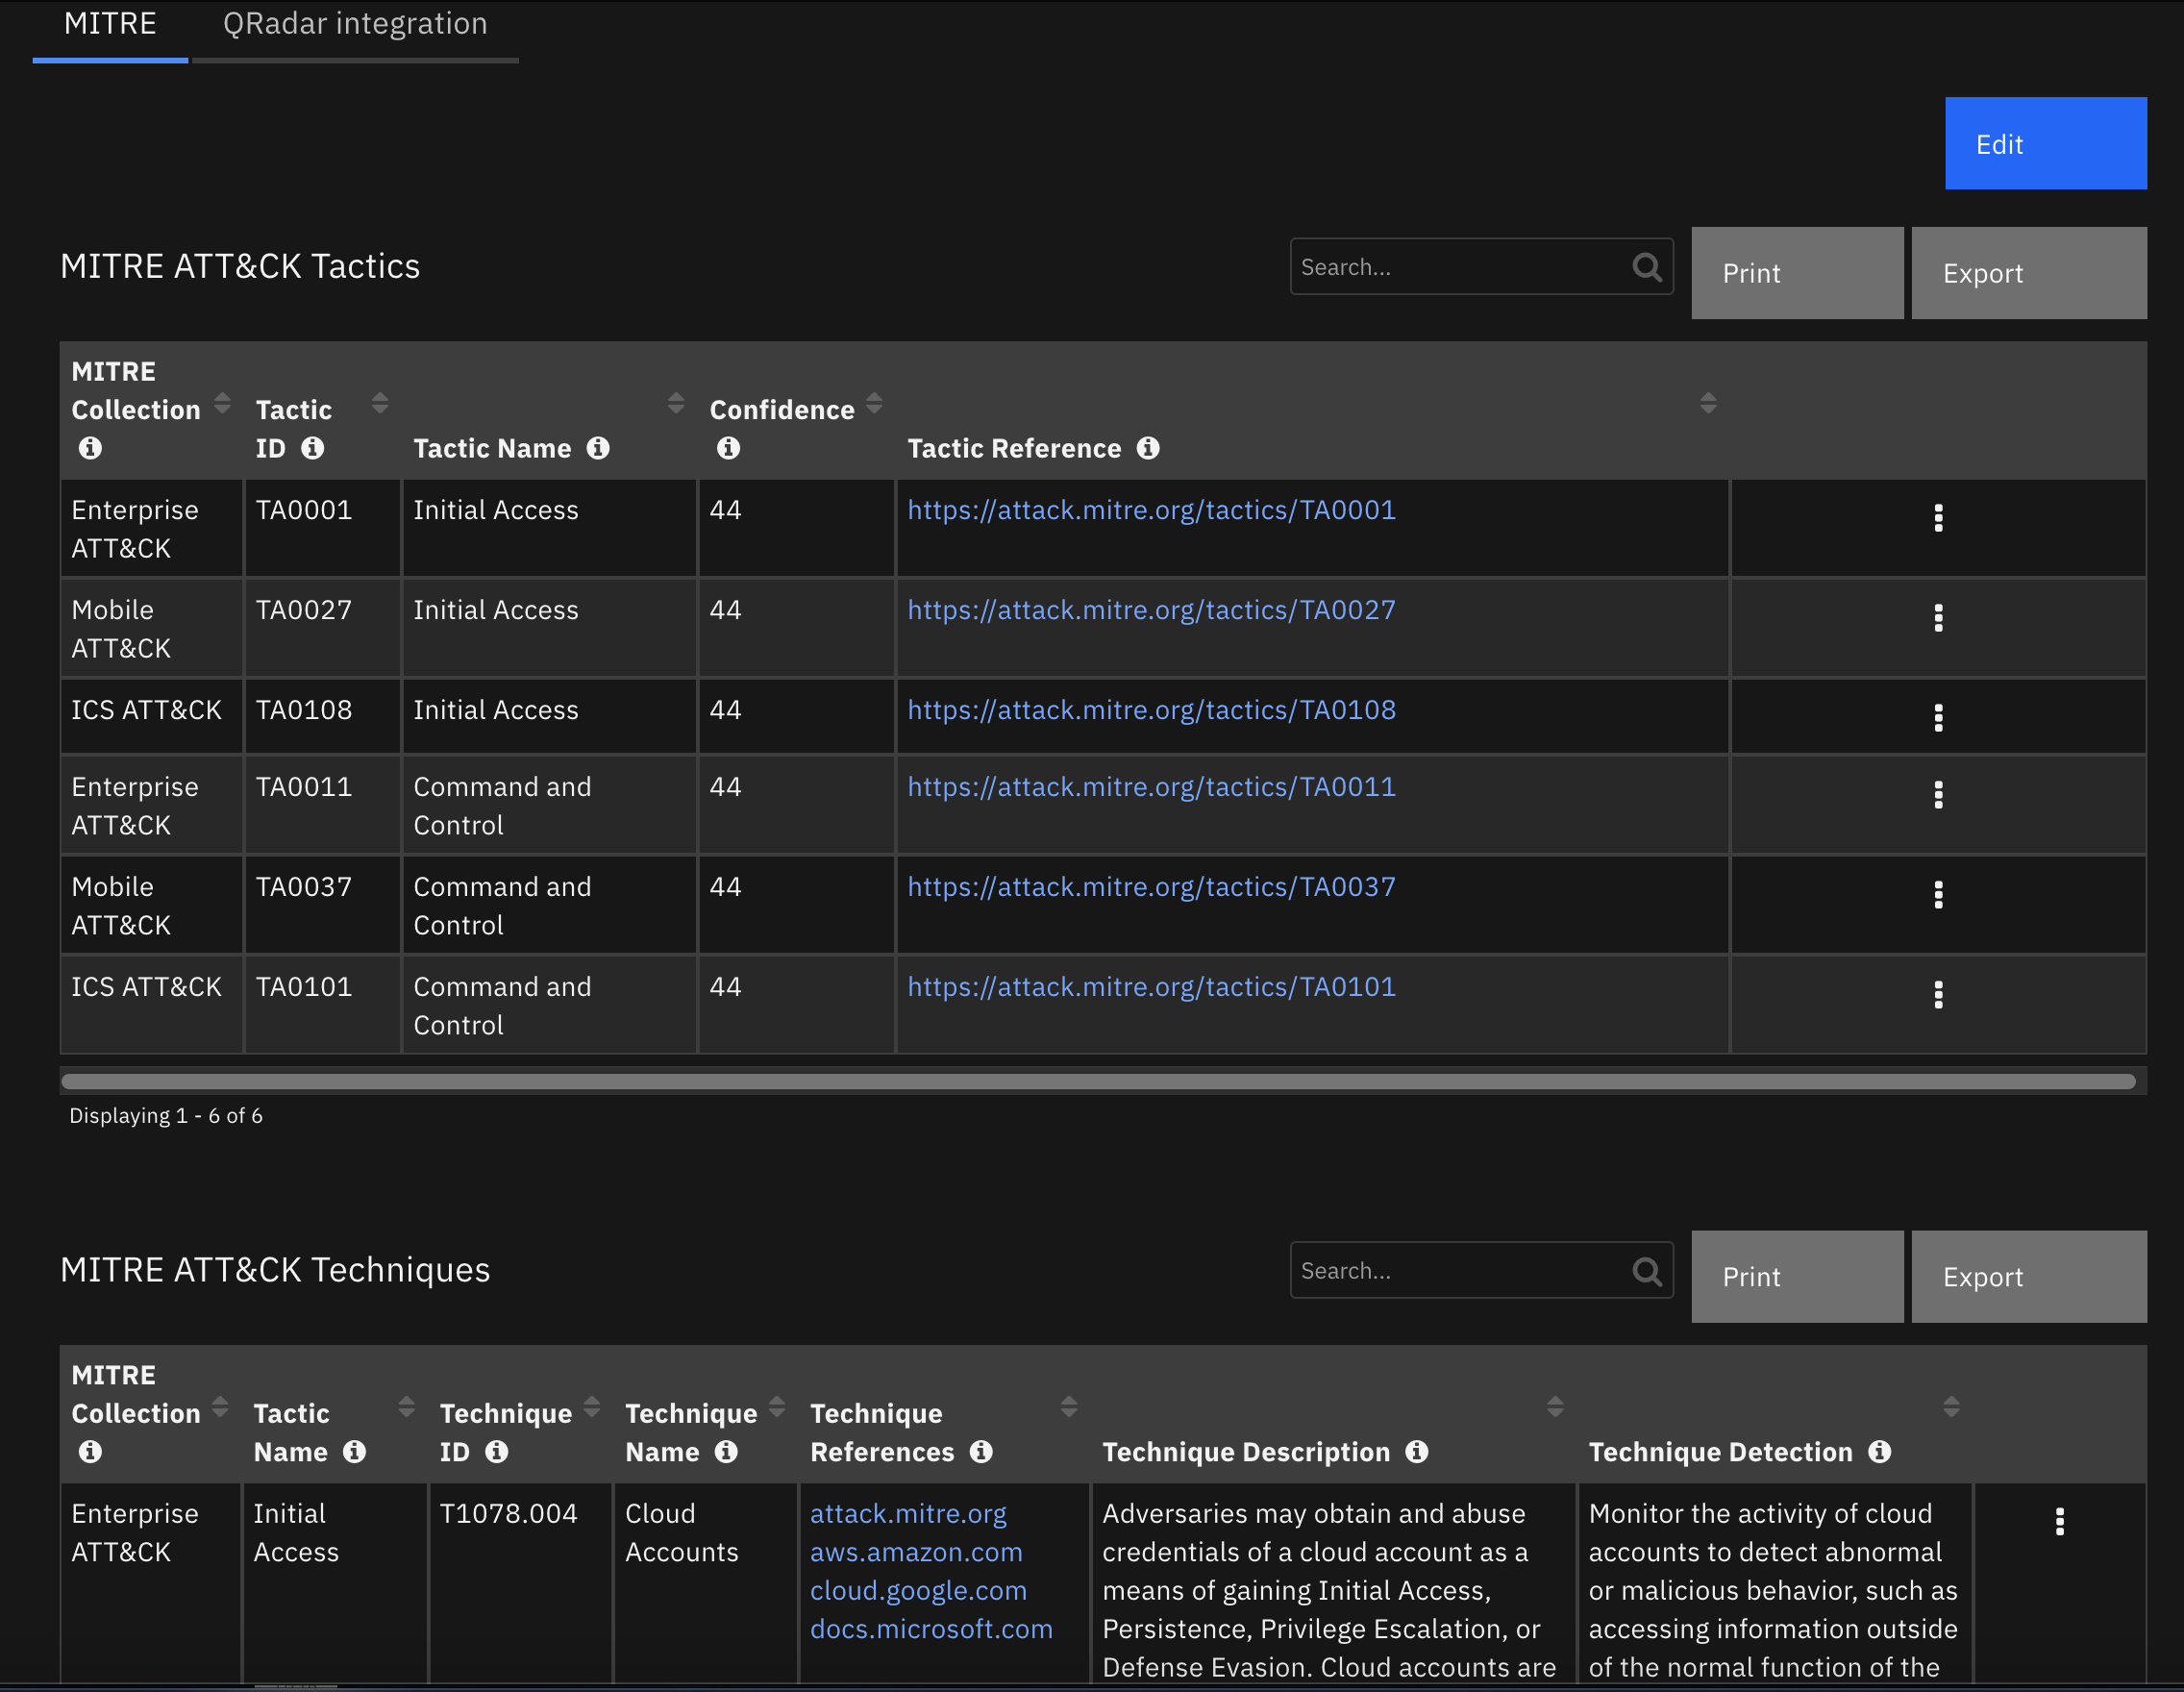 MITRE
QRadar integration
Edit
MITRE ATT&CK Tactics
Search...
Print
Export
MITRE
Collection
Tactic
ID
Tactic Name
Confidence
Tactic Reference
Enterprise
ATT&CK
TA0001
Initial Access
44
https://attack.mitre.org/tactics/TA0001
Mobile
ATT&CK
TA0027
Initial Access
44
https://attack.mitre.org/tactics/TA0027
ICS ATT&CK
TA0108
Initial Access
44
https://attack.mitre.org/tactics/TA0108
Enterprise
ATT&CK
TA0011
Command and
Control
44
https://attack.mitre.org/tactics/TA0011
Mobile
ATT&CK
TA0037
Command and
Control
44
https://attack.mitre.org/tactics/TA0037
ICS ATT&CK
TA0101
Command and
Control
44
https://attack.mitre.org/tactics/TA0101
Displaying 1 - 6 of 6
MITRE ATT&CK Techniques
Search...
Print
Export
MITRE
Collection
Tactic
Name
Technique
ID
Technique
Name
Technique
References
Technique Description
Technique Detection
Enterprise
ATT&CK
Initial
Access
T1078.004
Cloud
Accounts
attack.mitre.org
aws.amazon.com
cloud.google.com
docs.microsoft.com
Adversaries may obtain and abuse
credentials of a cloud account as a
means of gaining Initial Access,
Persistence, Privilege Escalation, or
Defense Evasion. Cloud accounts are
Monitor the activity of cloud
accounts to detect abnormal
or malicious behavior, such as
accessing information outside
of the normal function of the